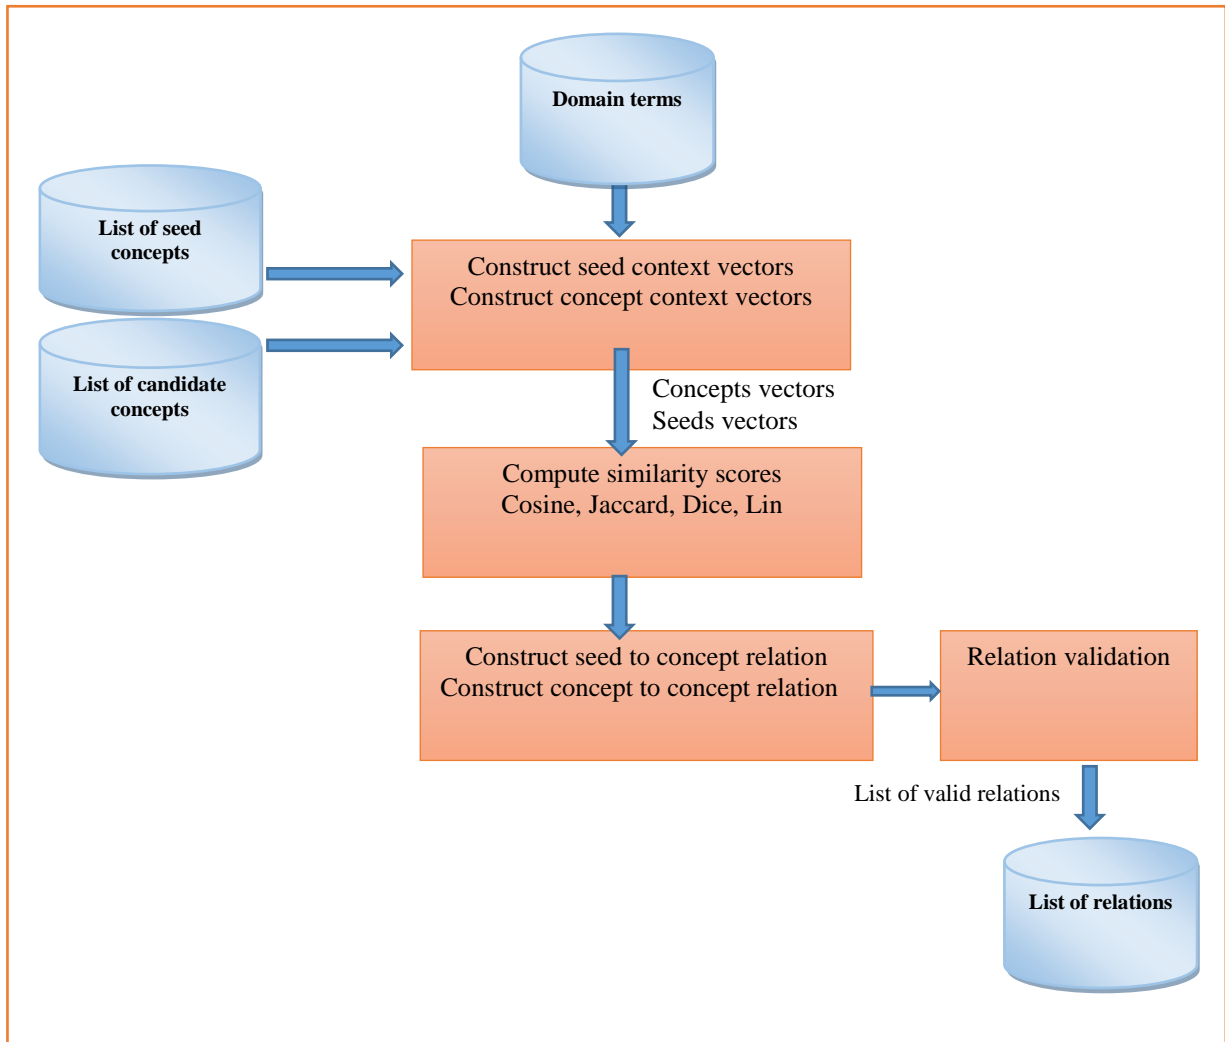 Domain terms
List of seed
concepts
List of candidate
concepts
Construct seed context vectors
Construct concept context vectors
Concepts vectors
Seeds vectors
Compute similarity scores
Cosine, Jaccard, Dice, Lin
Construct seed to concept relation
Construct concept to concept relation
Relation validation
List of valid relations
List of relations